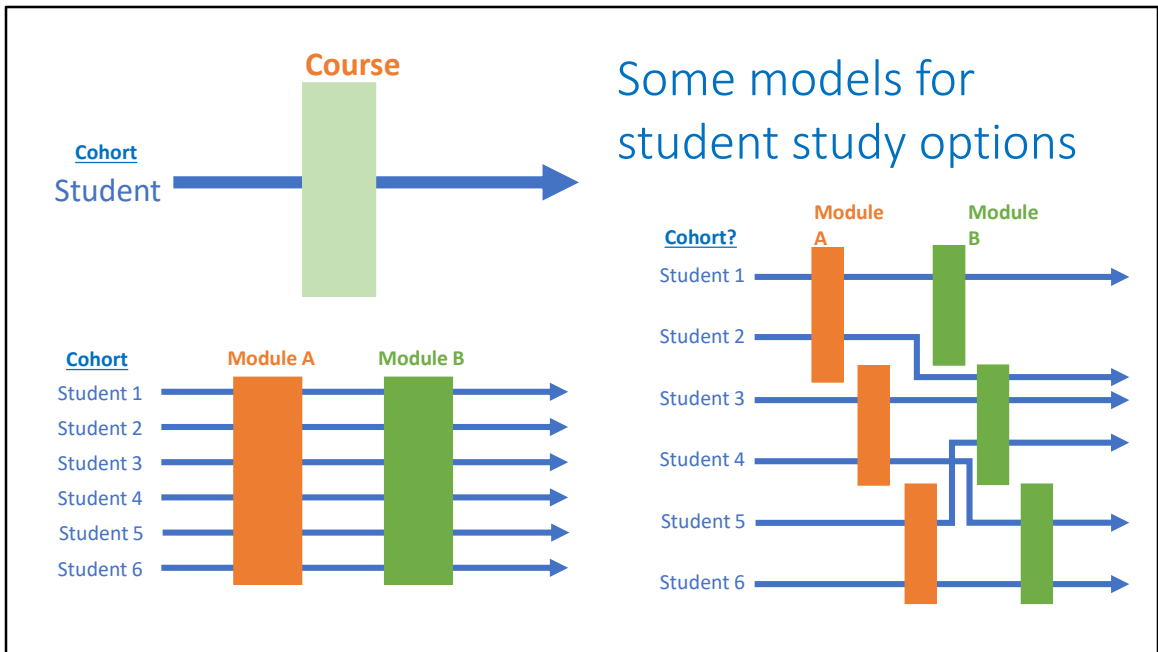 Course
Cohort
Student
Some models for
student study options
Cohort
Module A
Module B
Student 1
Student 2
Student 3
Student 4
Student 5
Student 6
Cohort?
Module
A
Module
B
Student 1
Student 2
Student 3
Student 4
Student 5
Student 6